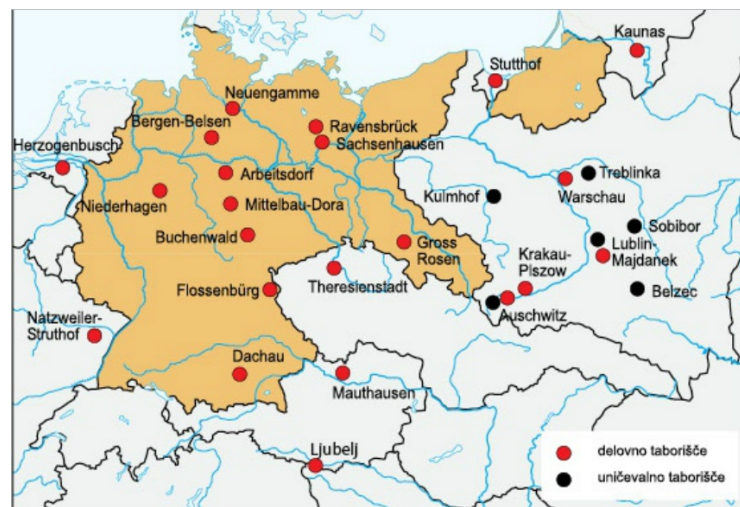 Kaunas
Stutthof
Neuengamme
Bergen-Belsen
Ravensbrück
Sachsenhausen
Herzogenbusch
Arbeitsdorf
Treblinka
Warschau
Kulmhof
Niederhagen
Mittelbau-Dora
Sobibor
Buchenwald
Gross
Rosen
Lublin-
Majdanek
Krakau-
Plszow
Theresienstadt
Flossenbürg
Belzec
Auschwitz
Natzweiler-
Struthof
Dachau
Mauthausen
Ljubelj
delovno taborišče
uničevalno taborišče